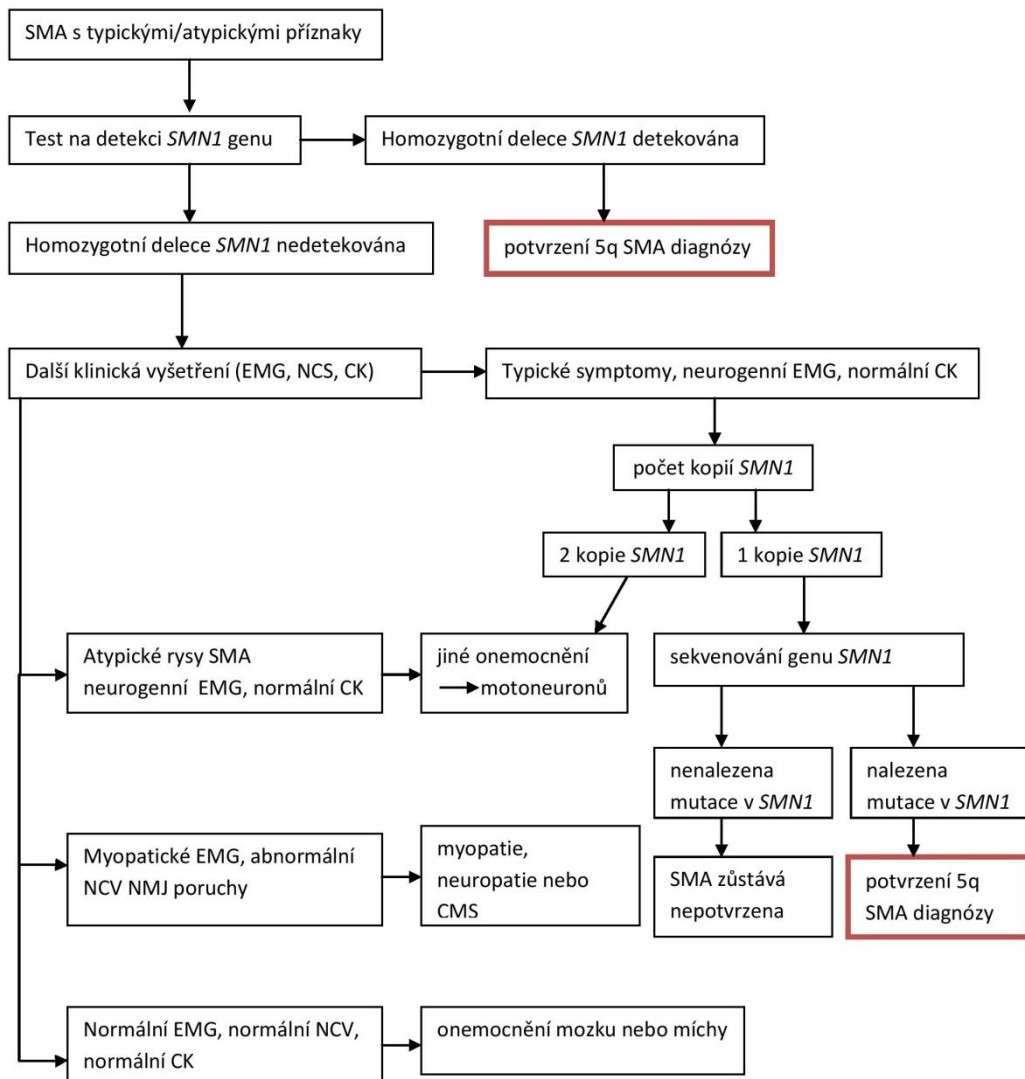 SMA s typickými/atypickými příznaky
Test na detekci SMN1 genu
Homozygotní delece SMN1 detekována
Homozygotní delece SMN1 nedetekována
potvrzení 5q SMA diagnózy
Další klinická vyšetření (EMG, NCS, CK)
Typické symptomy, neurogenní EMG, normální CK
počet kopií SMN1
2 kopie SMN1
1 kopie SMN1
Atypické rysy SMA
neurogenní EMG, normální CK
jiné onemocnění
motoneuronů
sekvenování genu SMN1
nenalezena
mutace v SMN1
nalezena
mutace v SMN1
Myopatické EMG, abnormální
NCV NMJ poruchy
myopatie,
neuropatie nebo
CMS
SMA zůstává
nepotvrzena
potvrzení 5q
SMA diagnózy
Normální EMG, normální NCV,
normální CK
onemocnění mozku nebo míchy